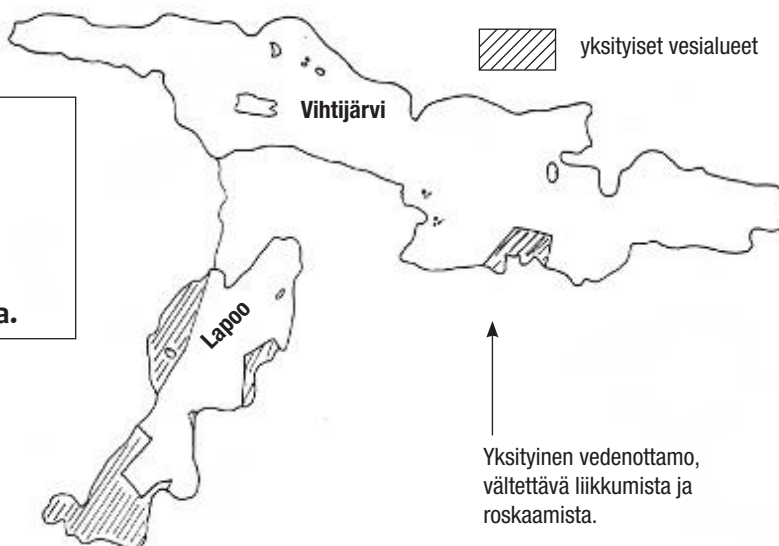 yksityiset vesialueet
Vihtijärvi
a.
Lapoo
Yksityinen vedenottamo,
vältettävä liikkumista ja
roskaamista.